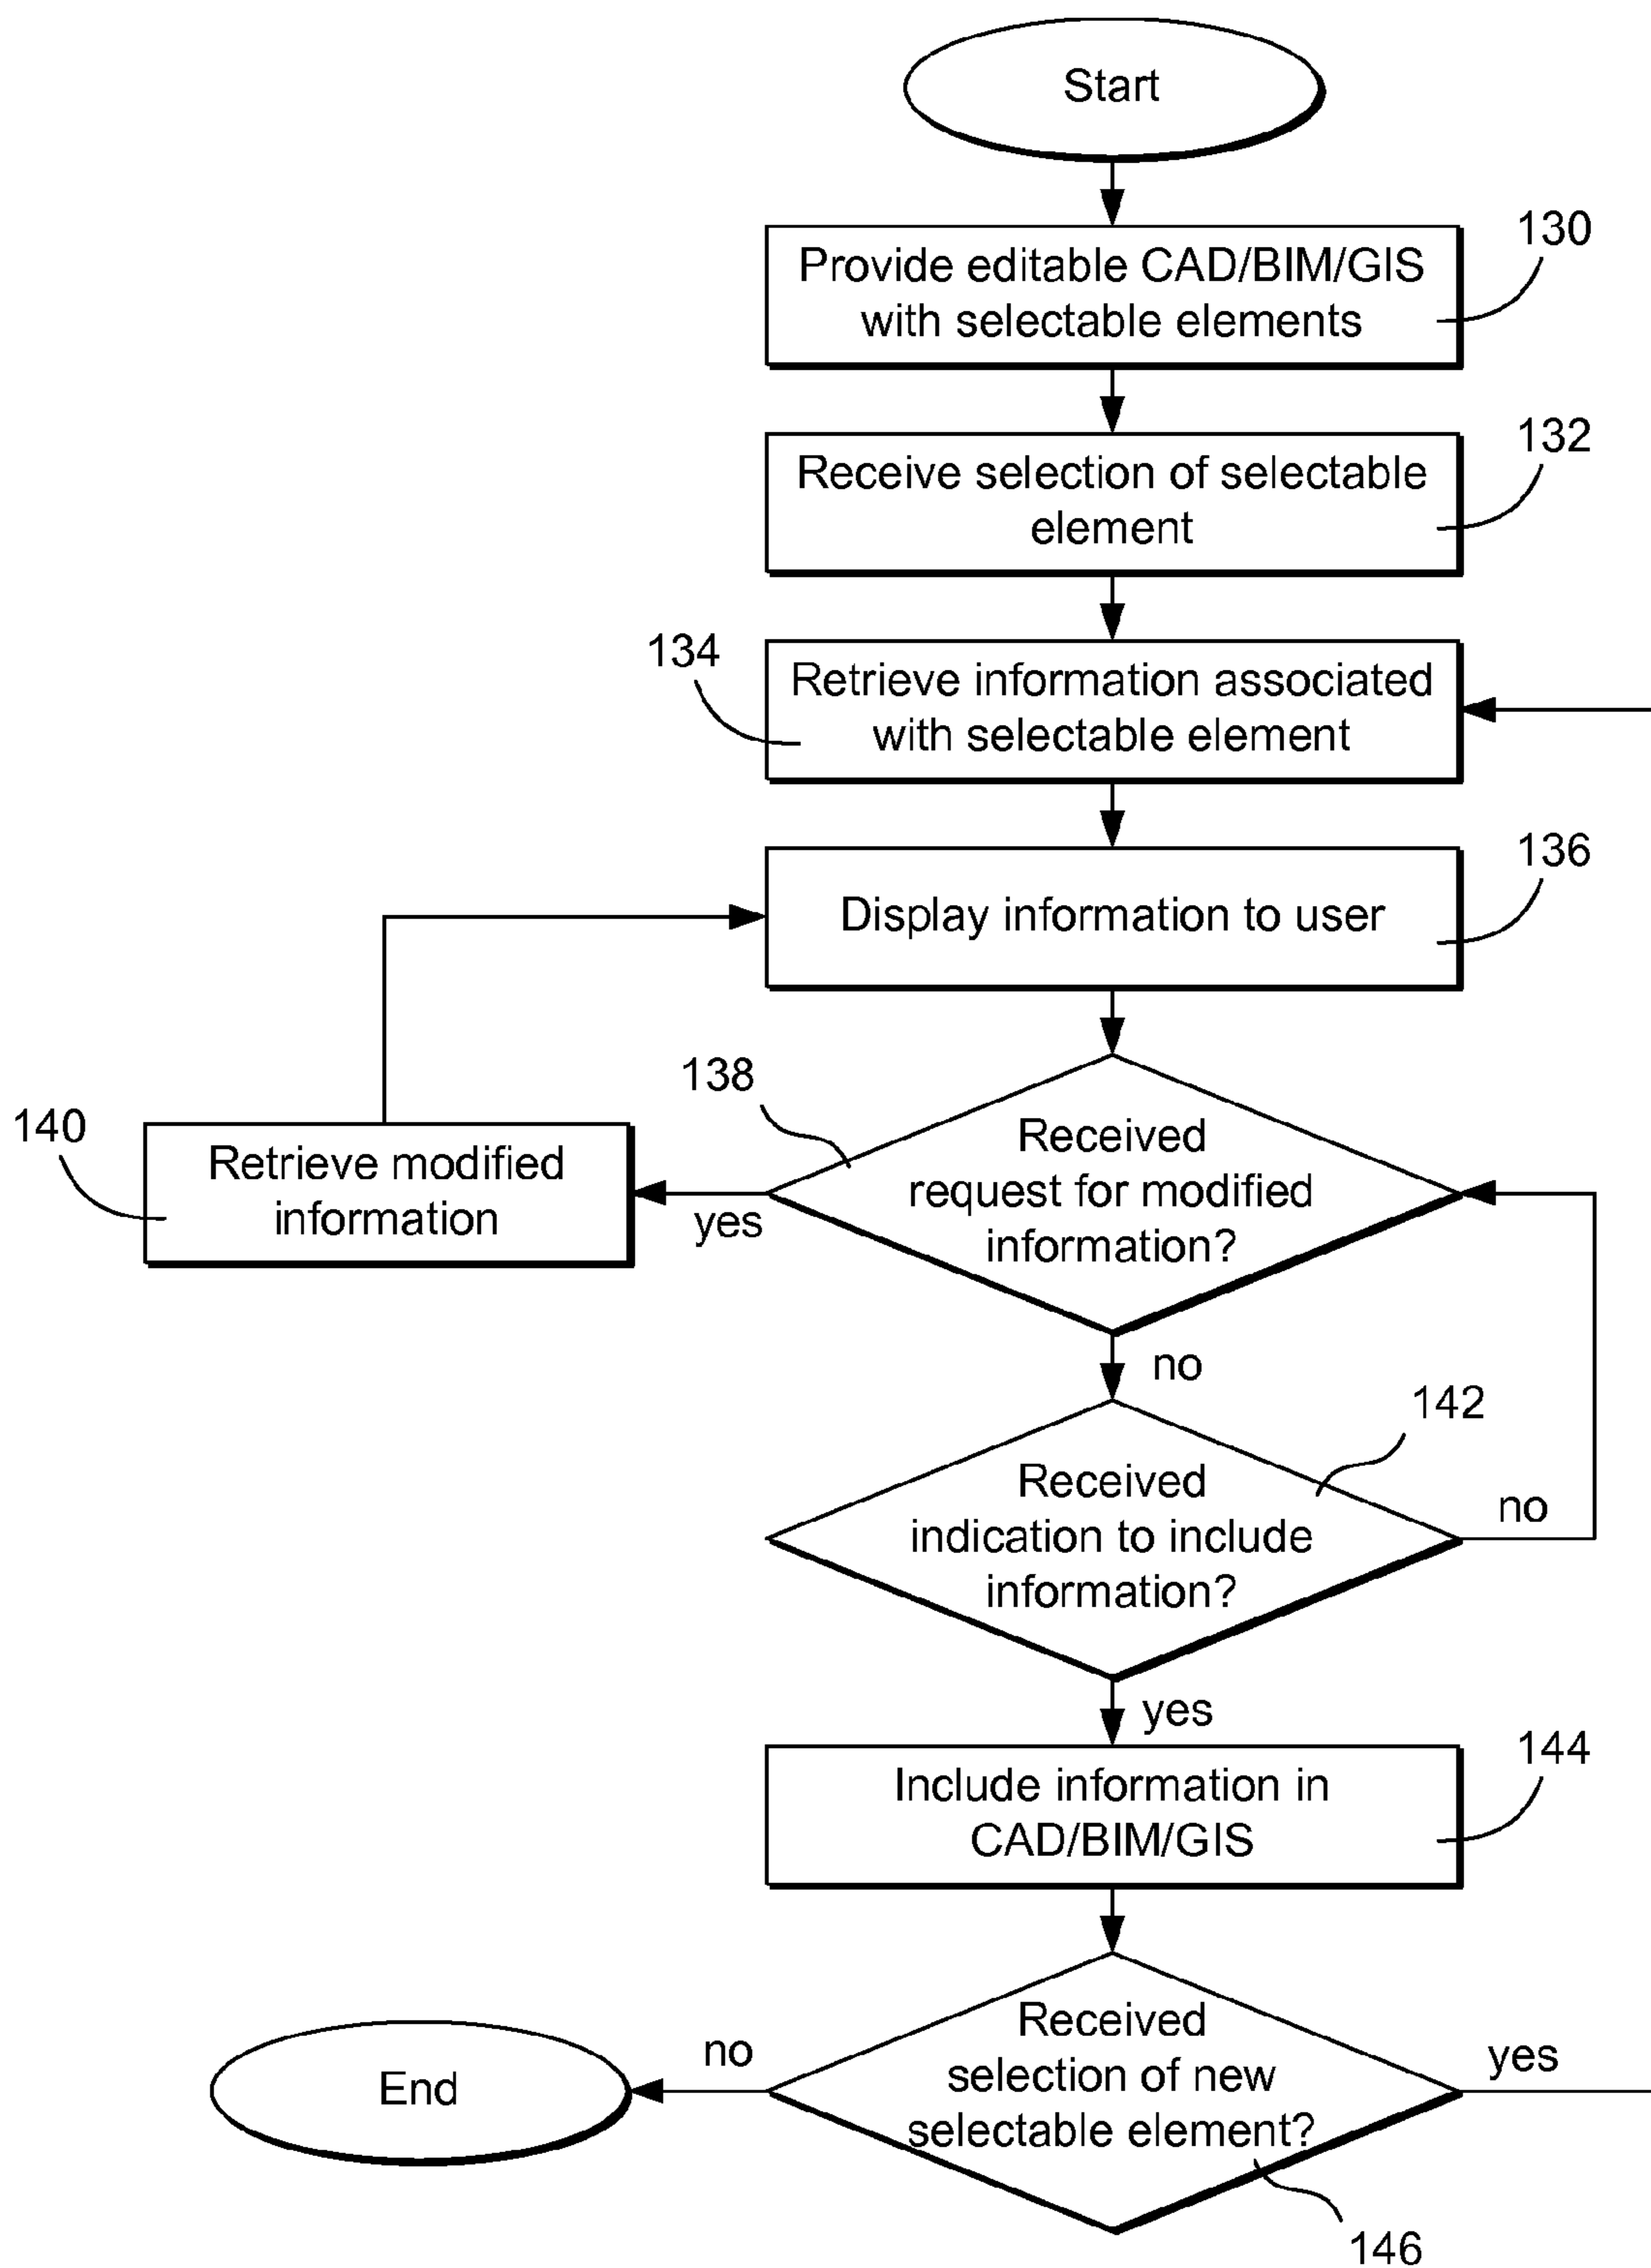 Start
130
Provide editable CAD/BIM/GIS
with selectable elements
132
Receive selection of selectable
element
134
Retrieve information associated
with selectable element
136
Display information to user
138
Received
request for modified
information?
140
Retrieve modified
information
yes
no
142
Received
indication to include
information?
no
yes
144
Include information in
CAD/BIM/GIS
Received
selection of new
selectable element?
no
yes
End
146